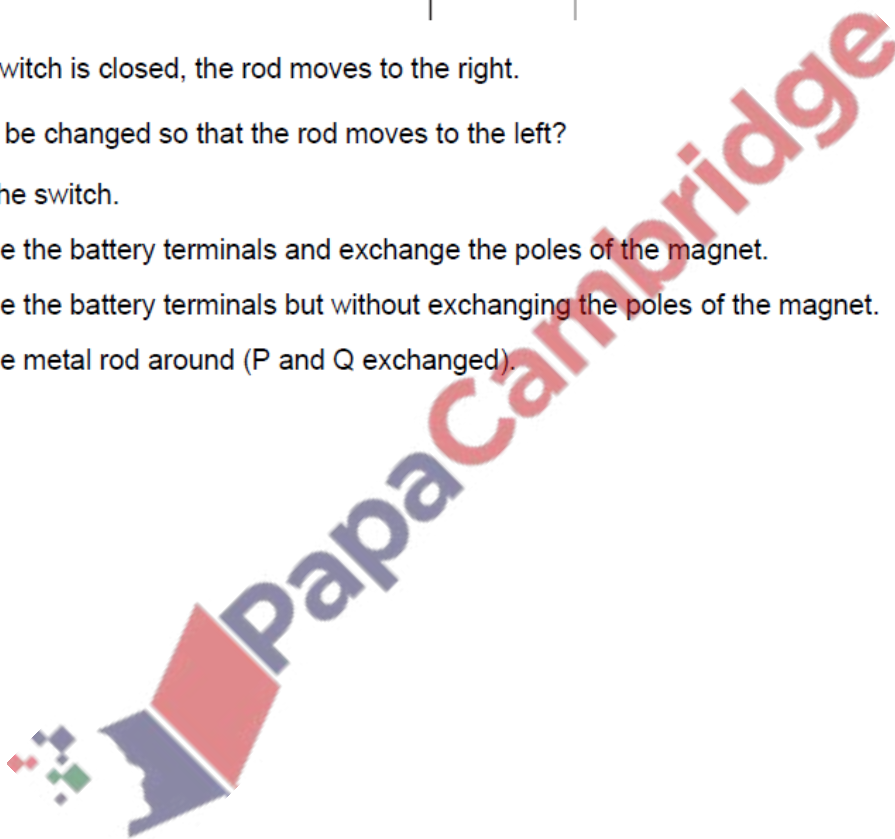 witch is closed, the rod moves to the right.
be changed so that the rod moves to the left?
he switch.
e the battery terminals and exchange the poles of the magnet.
e the battery terminals but without exchanging the poles of the magnet.
e metal rod around (P and Q exchanged).
PapaCambridge